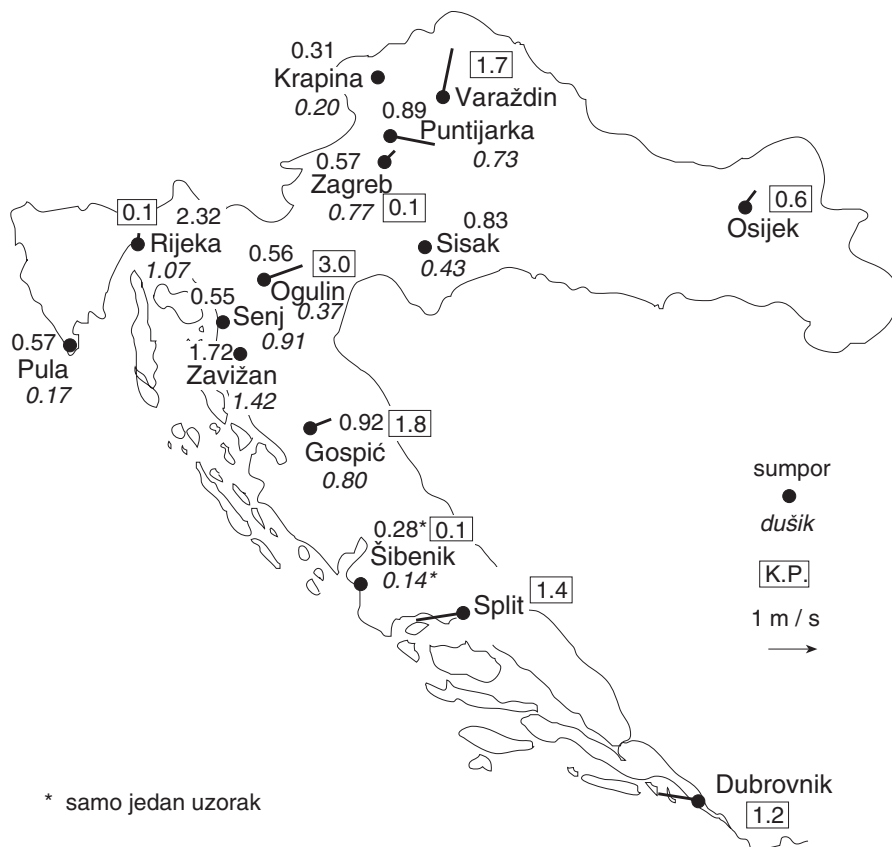 0.31
Krapina
0.20
1.7
Varaždin
0.89
Puntijarka
0.73
0.57
Zagreb
0.77 0.1
0.1 2.32
Rijeka
1.07
0.83
Sisak
0.43
0.6
Osijek
0.56 3.0
Ogulin
0.37
0.55
Senj
0.91
0.57
Pula
0.17
1.72
Zavižan
1.42
0.92 1.8
Gospić
0.80
sumpor
dušik
K.P.
1 m / s
0.28* 0.1
Šibenik
0.14*
Split 1.4
Dubrovnik
1.2
* samo jedan uzorak